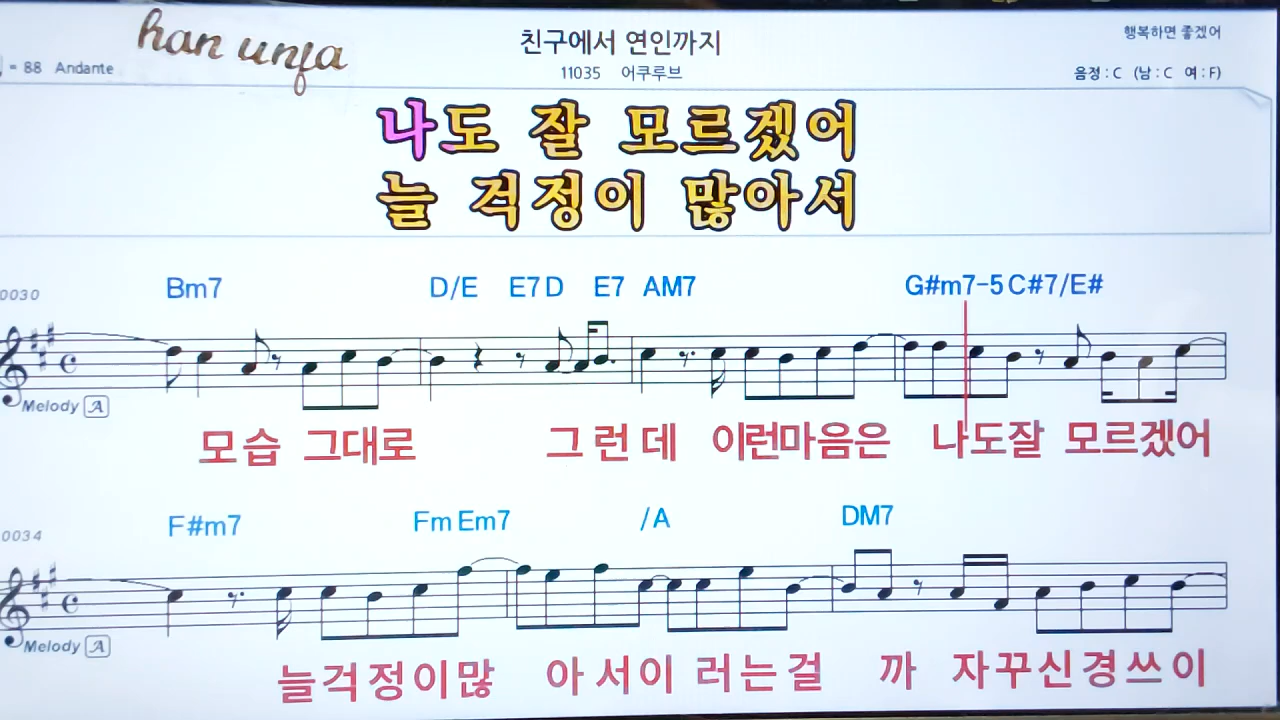 han unja
친구에서 연인까지
행복하면 좋겠어
= 88 Andante
11035 어쿠루브
음정 : C (남 : C 여 : F)
나도 잘 모르겠어
늘 걱정이 많아서
0030
Bm7 D/E E7 D E7 AM7 G#m7-5 C#7/E#
Melody A
모습 그대로 그런데 이런마음은 나도잘 모르겠어
0034
F#m7 Fm Em7 /A DM7
Melody A
늘걱정이많 아서이 러는걸 까 자꾸신경쓰이